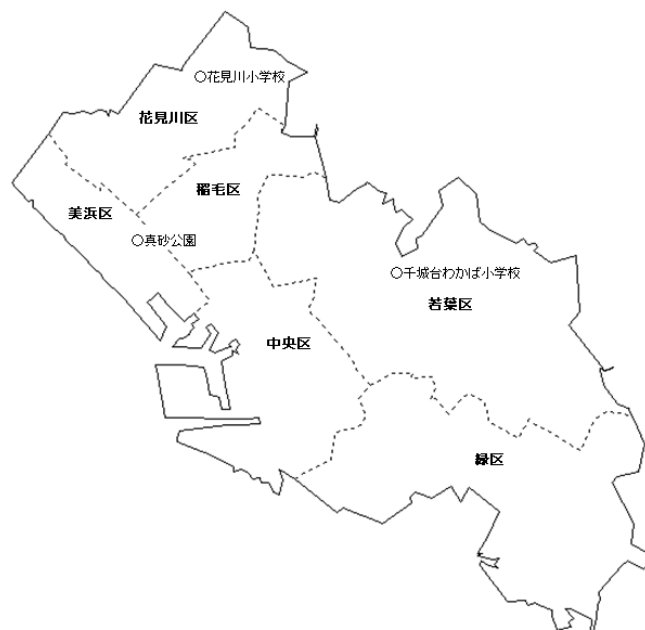 ○花見川小学校
花見川区
稲毛区
美浜区
○真砂公園
○千城台わかば小学校
若葉区
中央区
緑区